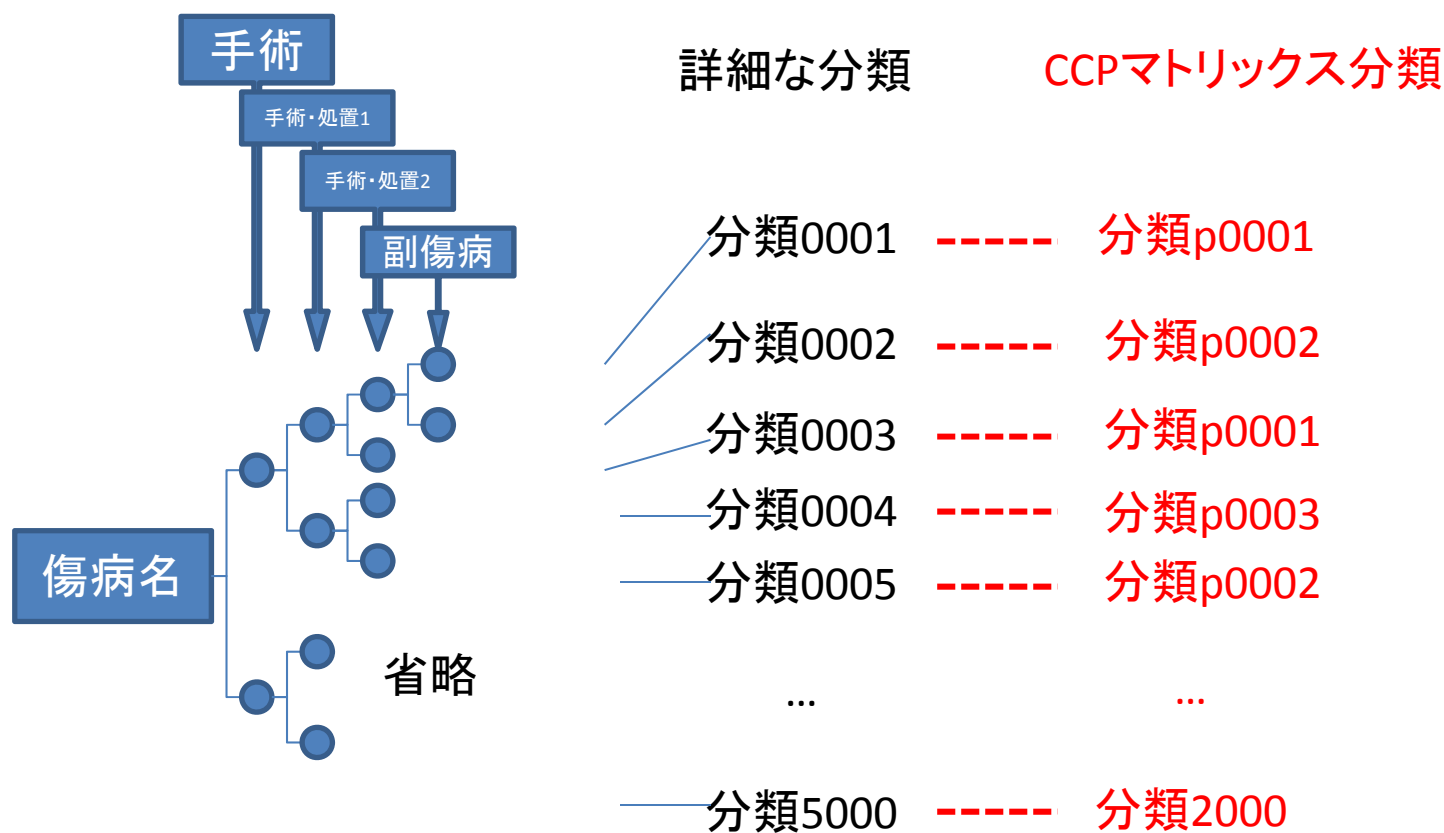 手術
手術・処置1
手術・処置2
副傷病
傷病名
省略
詳細な分類 CCPマトリックス分類
分類0001 ----- 分類p0001
分類0002 ----- 分類p0002
分類0003 ----- 分類p0001
分類0004 ----- 分類p0003
分類0005 ----- 分類p0002
... ...
分類5000 ----- 分類2000